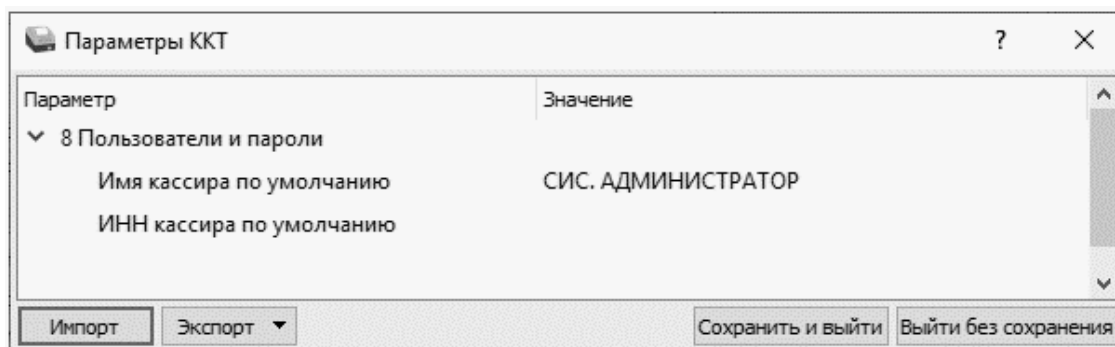 Параметры ККТ ? ×
Параметр Значение
8 Пользователи и пароли
Имя кассира по умолчанию СИС. АДМИНИСТРАТОР
ИНН кассира по умолчанию
Импорт Экспорт Сохранить и выйти Выйти без сохранения